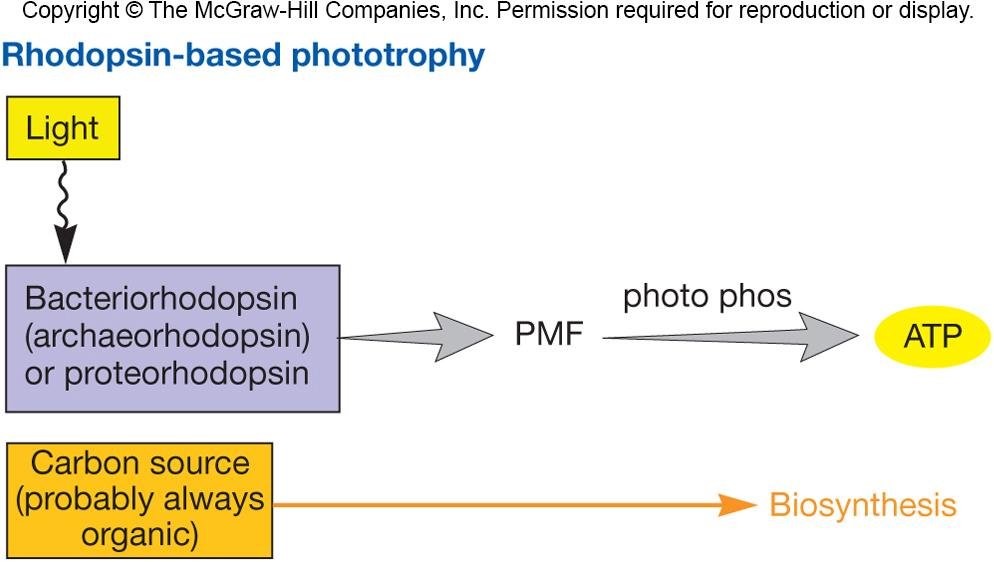 Copyright © The McGraw-Hill Companies, Inc. Permission required for reproduction or display.
Rhodopsin-based phototrophy
Light
Bacteriorhodopsin
(archaeorhodopsin)
or proteorhodopsin
PMF
photo phos
ATP
Carbon source
(probably always
organic)
Biosynthesis